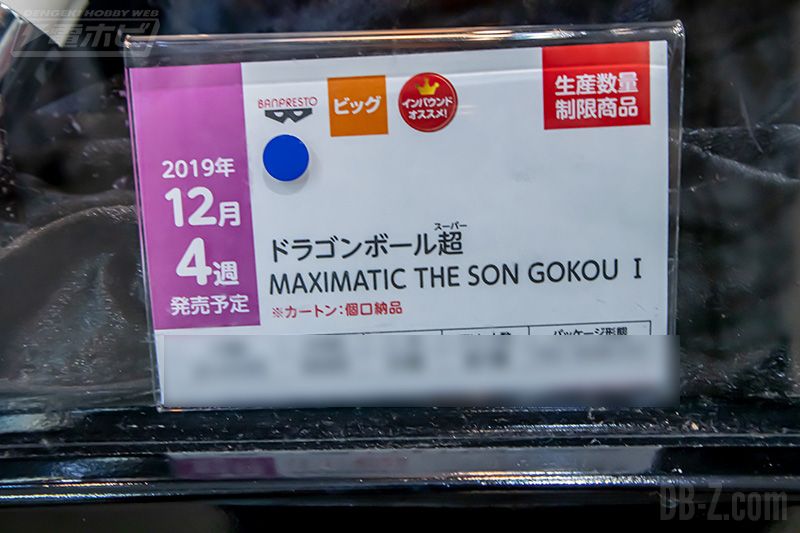 DENGEKI HOBBY WEB
電ホビ
BANPRESTO
ビッグ
インバウンド
オススメ!
生産数量
制限商品
2019年
12月
4週
発売予定
スーパー
ドラゴンボール超
MAXIMATIC THE SON GOKOU I
※カートン:個口納品
パッケージ形態
DB-Z.com